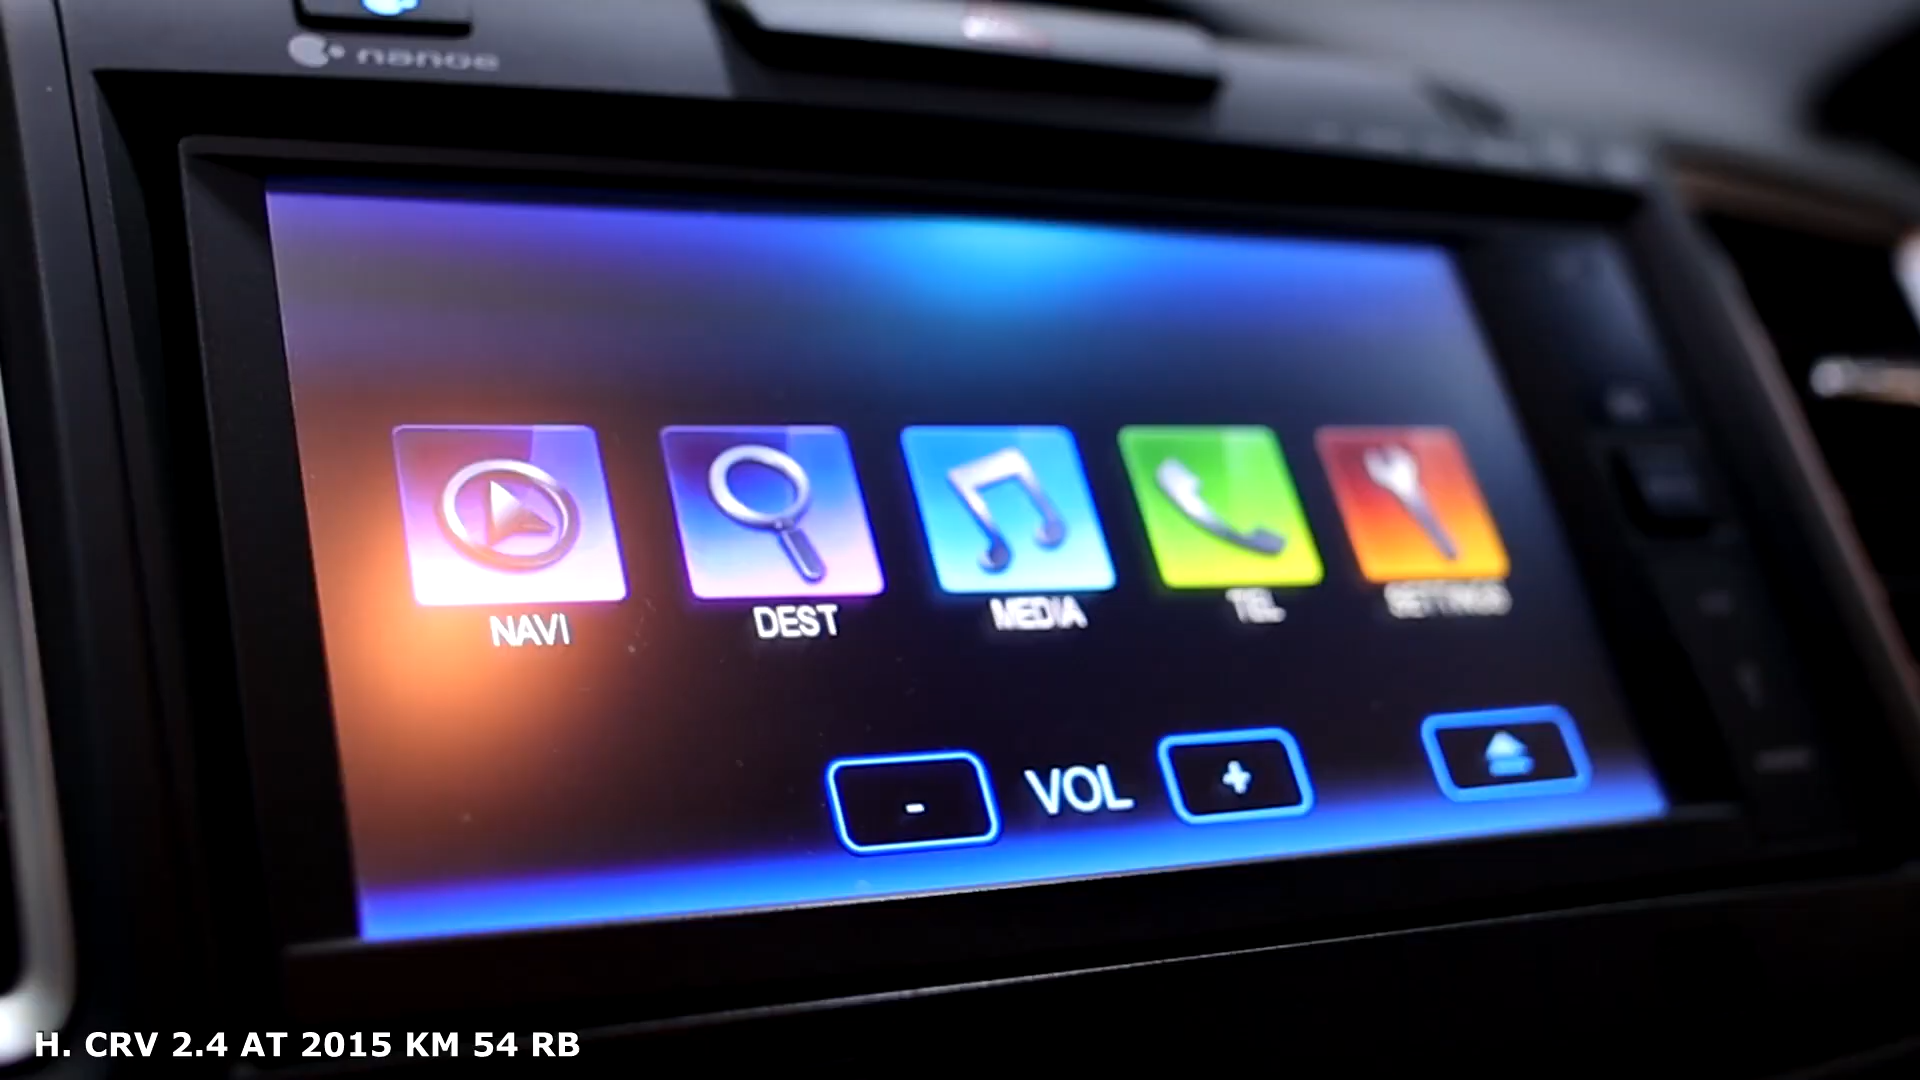 nanoe
NAVI
DEST
MEDIA
TEL
SETTINGS
-
VOL
+
H. CRV 2.4 AT 2015 KM 54 RB